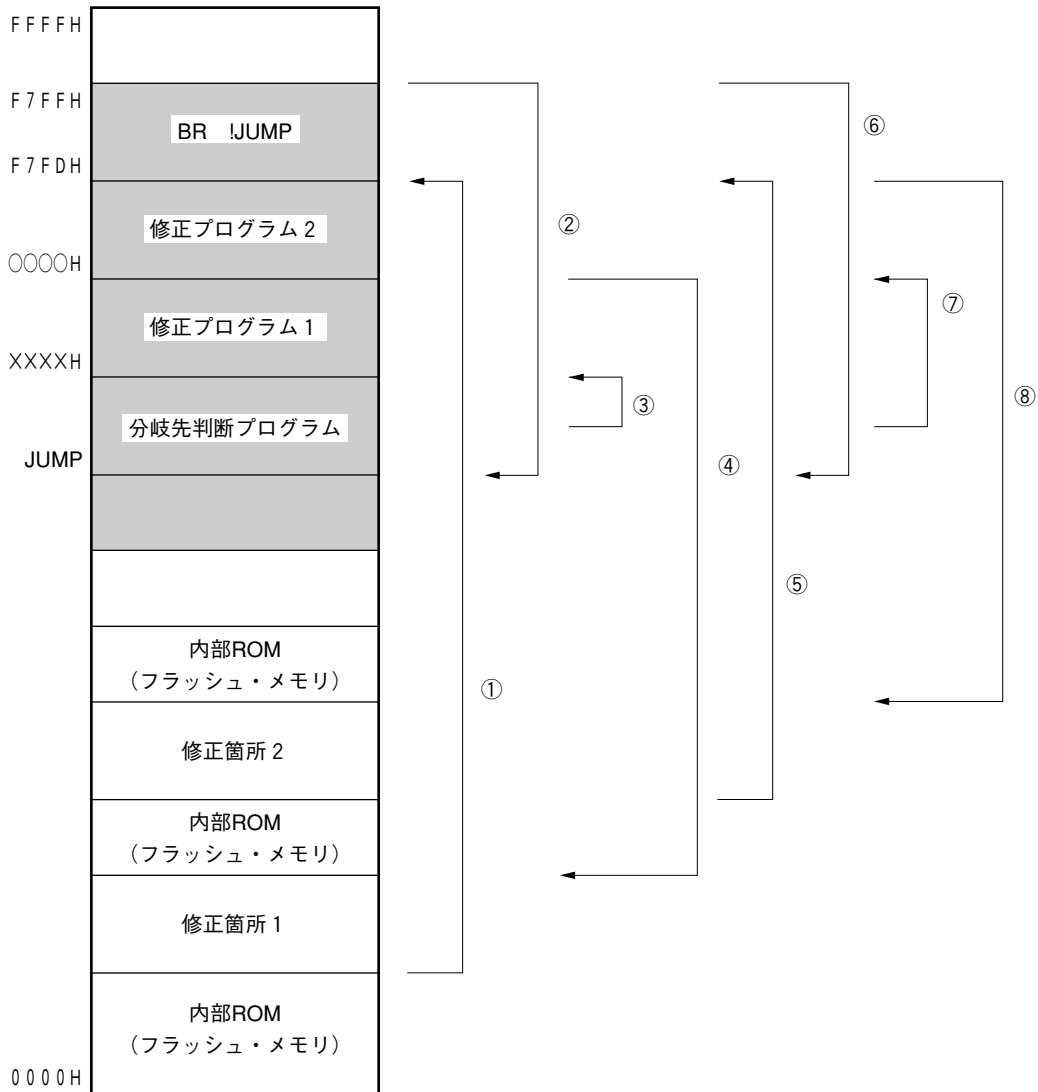 FFFFH
F7FFH
BR !JUMP
F7FDH
修正プログラム2
○○○○H
修正プログラム1
××××H
分岐先判断プログラム
JUMP
内部ROM
(フラッシュ・メモリ)
修正箇所2
内部ROM
(フラッシュ・メモリ)
修正箇所1
内部ROM
(フラッシュ・メモリ)
0000H
①
②
③
④
⑤
⑥
⑦
⑧